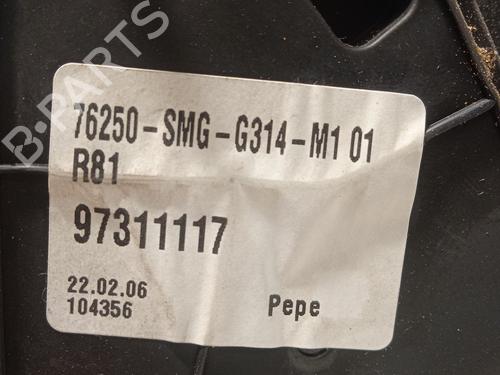 B-PARTS
76250-SMG-G314-M1 01
R81
97311117
22.02.06
104356 Pepe